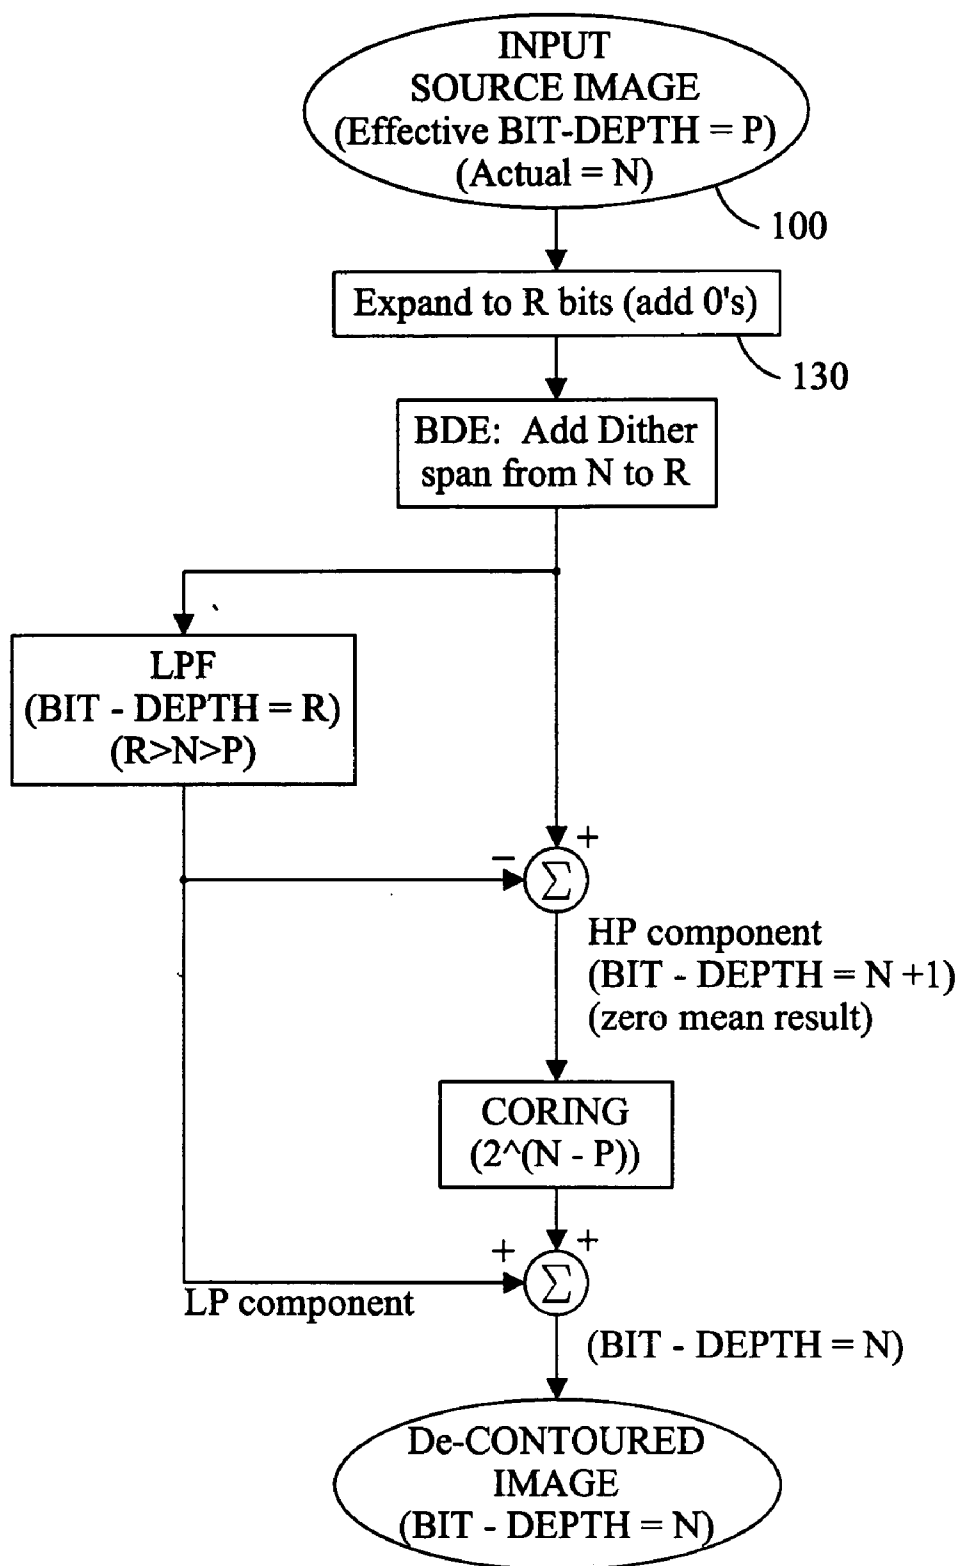 INPUT
SOURCE IMAGE
(Effective BIT-DEPTH = P)
(Actual = N)
100
Expand to R bits (add 0's)
130
BDE: Add Dither
span from N to R
LPF
(BIT - DEPTH = R)
(R>N>P)
+
−
Σ
HP component
(BIT - DEPTH = N +1)
(zero mean result)
CORING
(2^(N - P))
+
+
Σ
LP component
(BIT - DEPTH = N)
De-CONTOURED
IMAGE
(BIT - DEPTH = N)